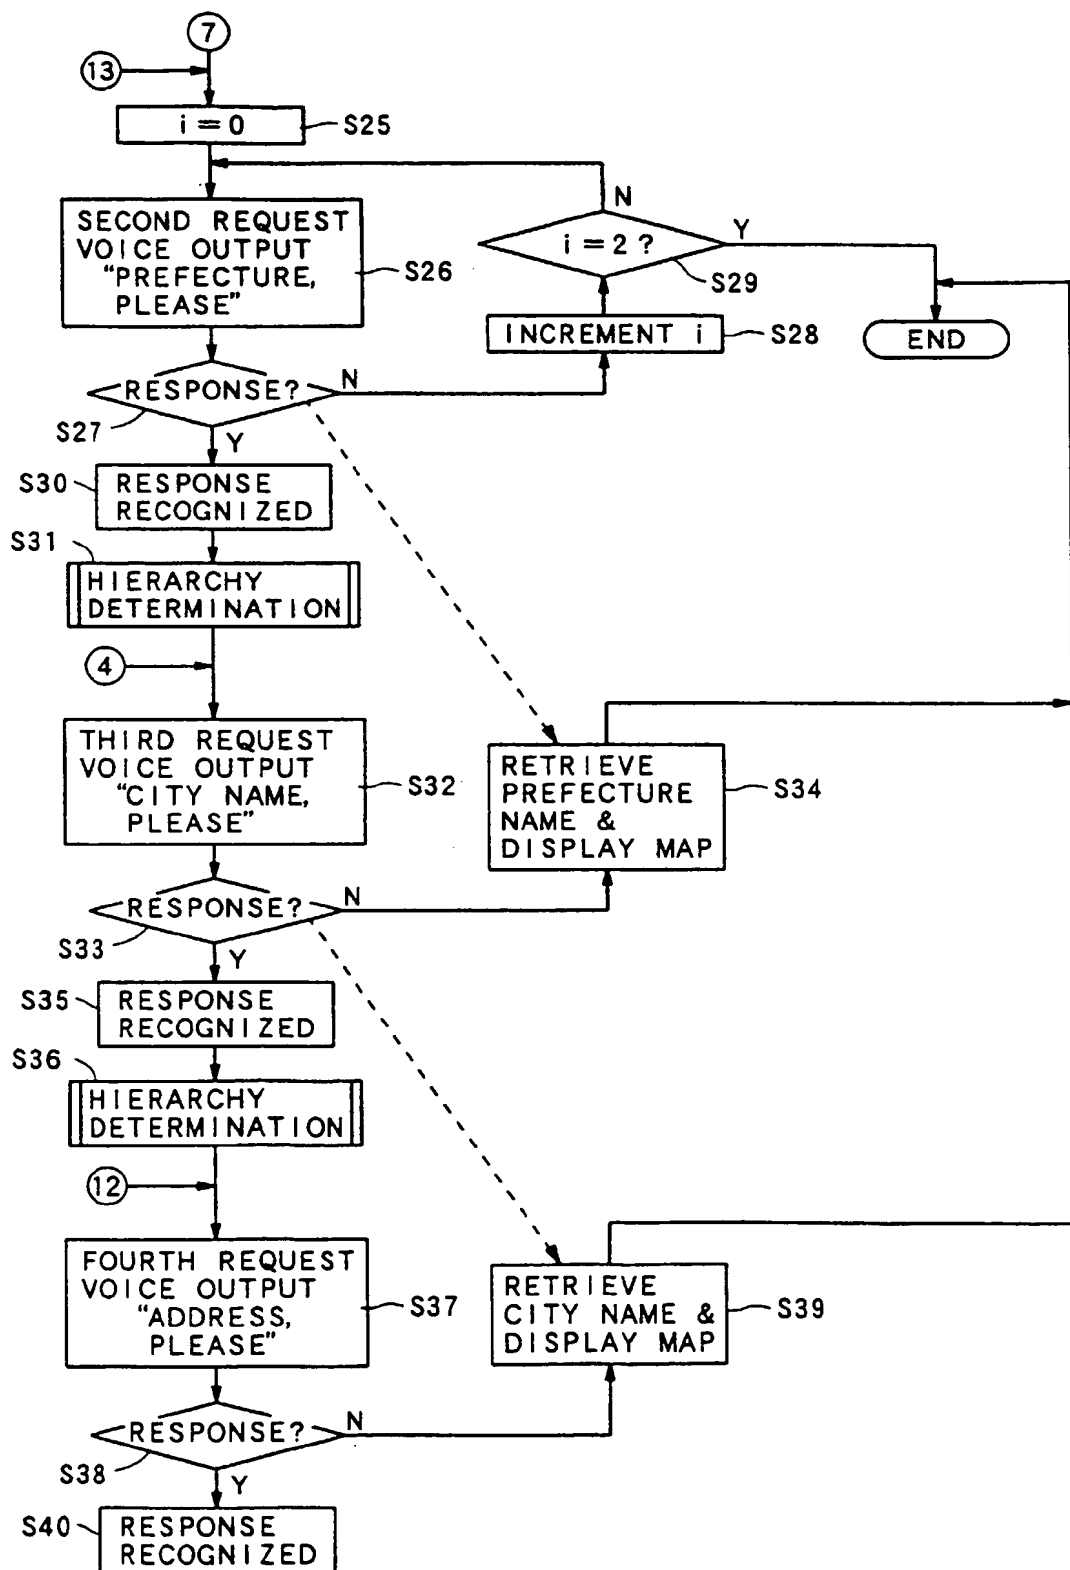 7
13
i=0
S25
SECOND REQUEST
VOICE OUTPUT
“PREFECTURE,
PLEASE”
S26
N
i=2?
Y
S29
INCREMENT i
S28
END
RESPONSE?
N
S27
Y
S30
RESPONSE
RECOGNIZED
S31
HIERARCHY
DETERMINATION
4
THIRD REQUEST
VOICE OUTPUT
“CITY NAME,
PLEASE”
S32
RETRIEVE
PREFECTURE
NAME &
DISPLAY MAP
S34
RESPONSE?
N
S33
Y
S35
RESPONSE
RECOGNIZED
S36
HIERARCHY
DETERMINATION
12
FOURTH REQUEST
VOICE OUTPUT
“ADDRESS,
PLEASE”
S37
RETRIEVE
CITY NAME &
DISPLAY MAP
S39
RESPONSE?
N
S38
Y
S40
RESPONSE
RECOGNIZED